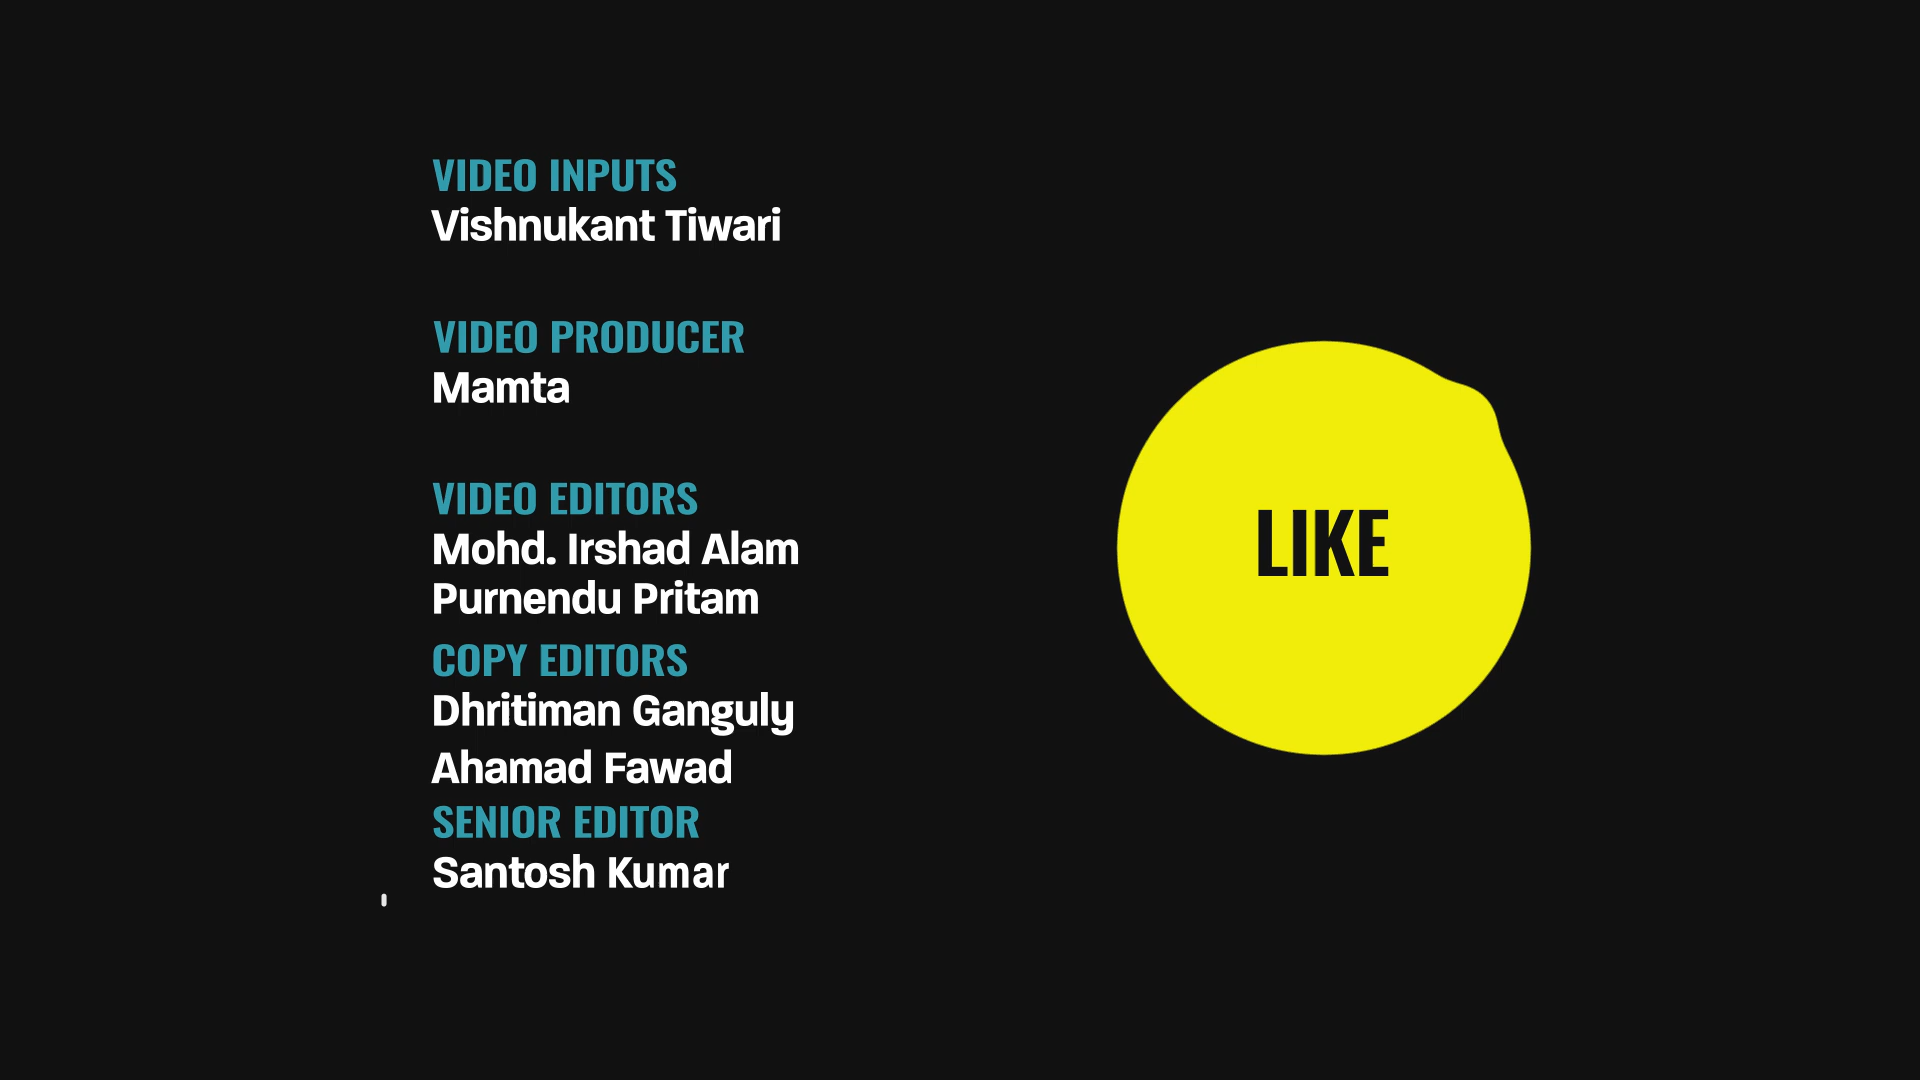 VIDEO INPUTS
Vishnukant Tiwari
VIDEO PRODUCER
Mamta
VIDEO EDITORS
Mohd. Irshad Alam
Purnendu Pritam
COPY EDITORS
Dhritiman Ganguly
Ahamad Fawad
SENIOR EDITOR
Santosh Kumar
LIKE